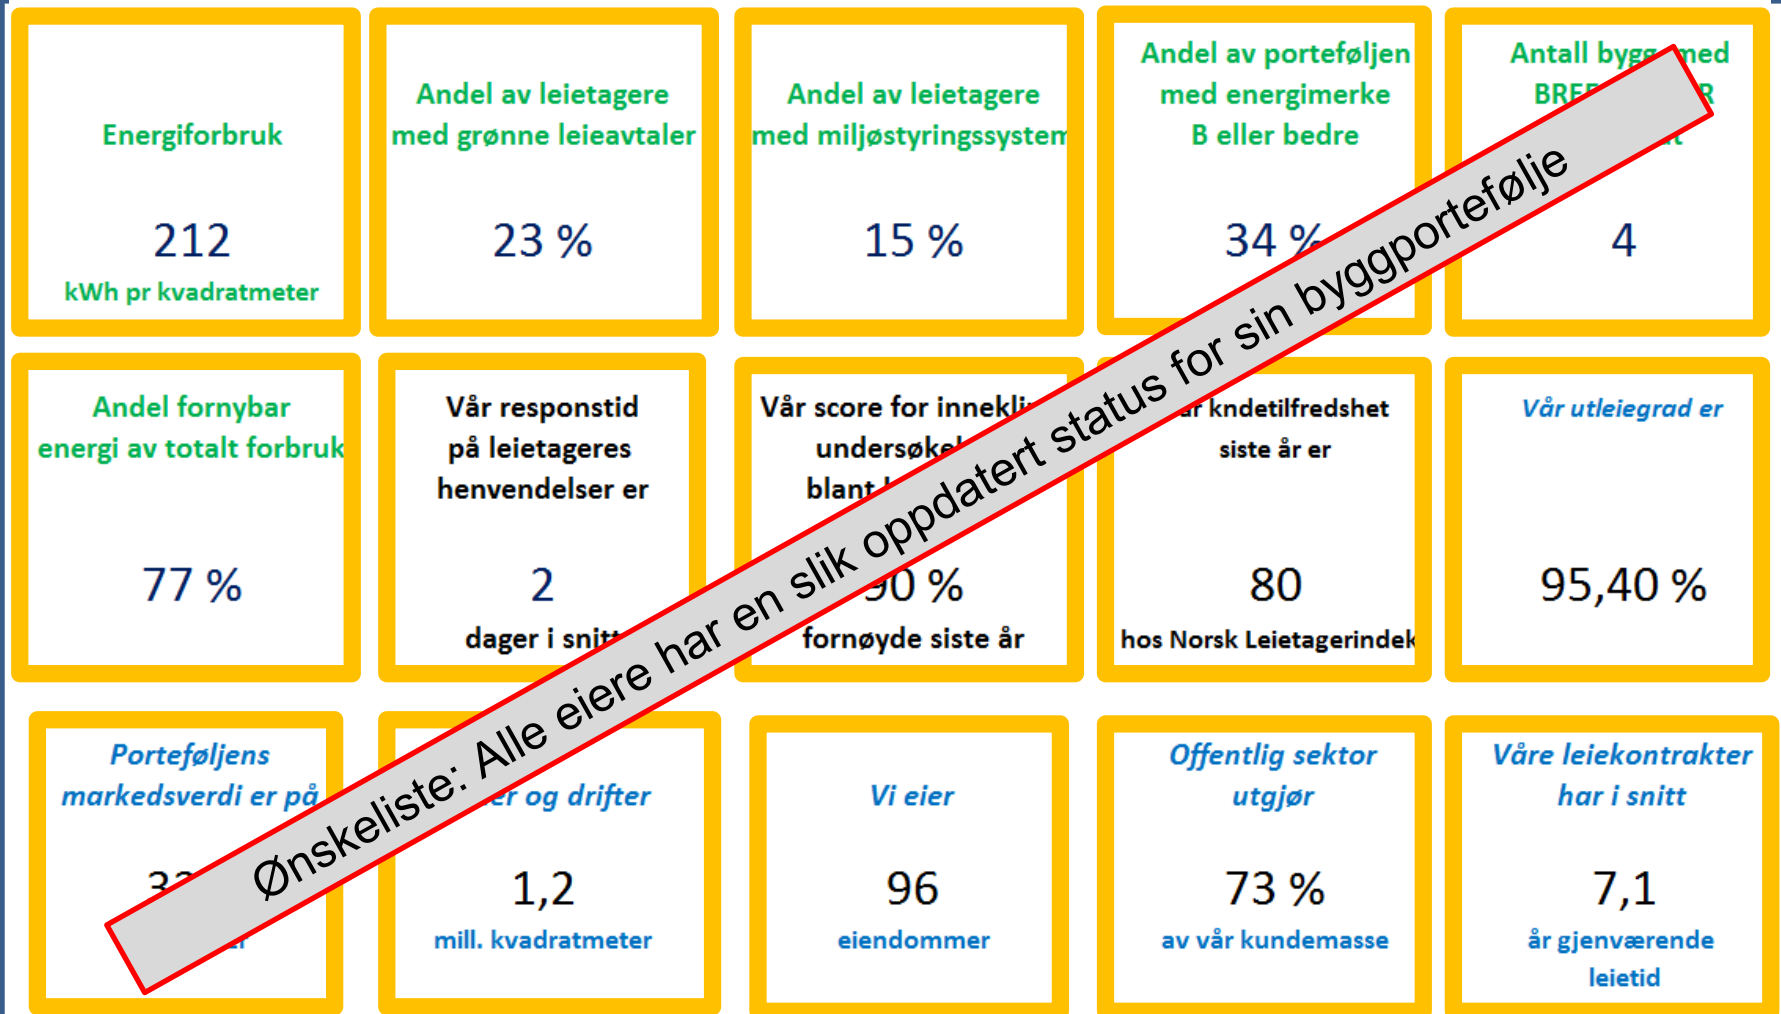 Energiforbruk
212
kWh pr kvadratmeter
Andel av leietagere
med grønne leieavtaler
23 %
Andel av leietagere
med miljøstyringssystem
15 %
Andel av porteføljen
med energimerke
B eller bedre
34 %
Antall bygg med
4
Andel fornybar
energi av totalt forbruk
77 %
Vår responstid
på leietageres
henvendelser er
2
dager i snitt
Vår score for
blant
90 %
fornøyde siste år
kndetilfredshet
siste år er
80
hos Norsk Leietagerindek
Vår utleiegrad er
95,40 %
Porteføljens
markedsverdi er på
og drifter
1,2
mill. kvadratmeter
Vi eier
96
eiendommer
Offentlig sektor
utgjør
73 %
av vår kundemasse
Våre leiekontrakter
har i snitt
7,1
år gjenværende
leietid
Ønskeliste: Alle eiere har en slik oppdatert status for sin byggportefølje